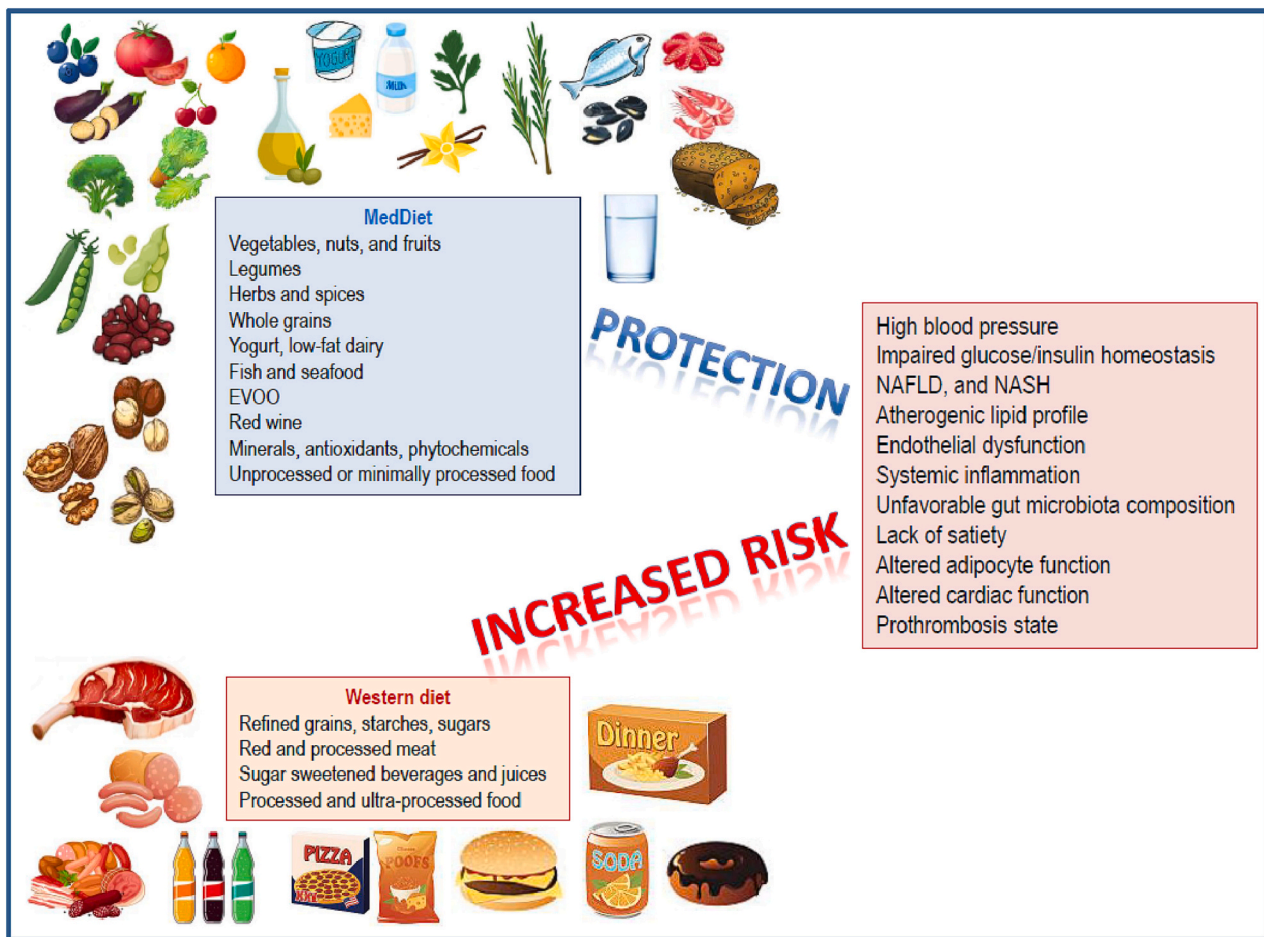 YOGURT
Milk
MedDiet
Vegetables, nuts, and fruits
Legumes
Herbs and spices
Whole grains
Yogurt, low-fat dairy
Fish and seafood
EVOO
Red wine
Minerals, antioxidants, phytochemicals
Unprocessed or minimally processed food
PROTECTION
High blood pressure
Impaired glucose/insulin homeostasis
NAFLD, and NASH
Atherogenic lipid profile
Endothelial dysfunction
Systemic inflammation
Unfavorable gut microbiota composition
Lack of satiety
Altered adipocyte function
Altered cardiac function
Prothrombosis state
INCREASED RISK
Western diet
Refined grains, starches, sugars
Red and processed meat
Sugar sweetened beverages and juices
Processed and ultra-processed food
Dinner
PIZZA
POOFS
SODA